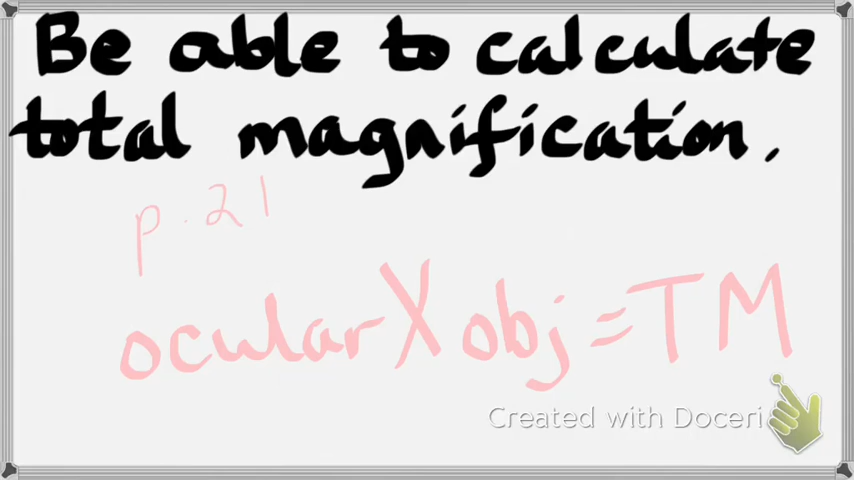 Be able to calculate
total magnification.
p. 21
ocular X obj = TM
Created with Doceri